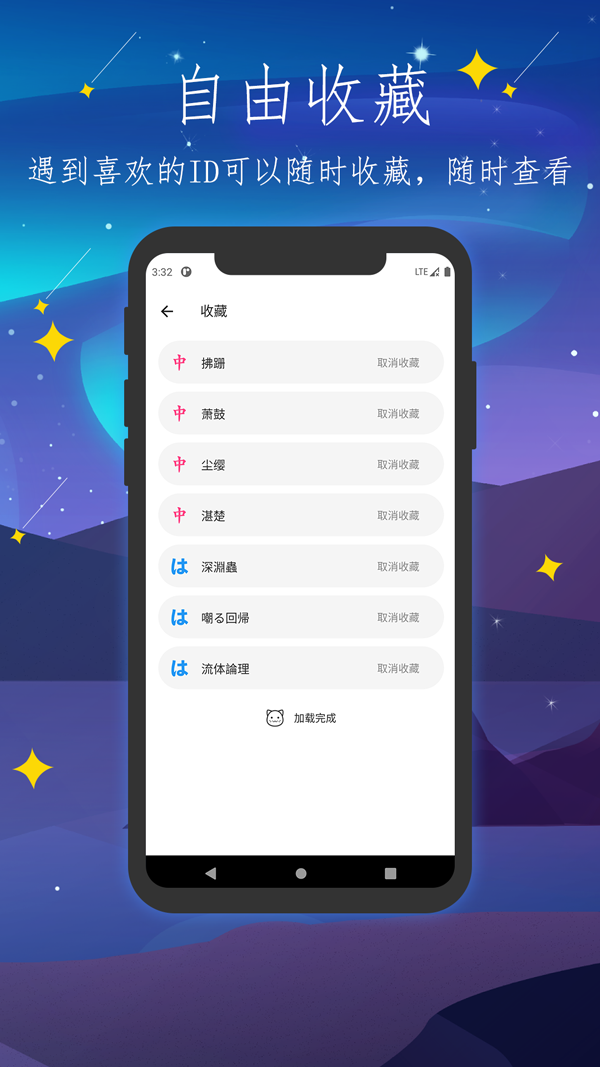 自由收藏
遇到喜欢的ID可以随时收藏，随时查看
3:32 LTE
收藏
中 拂珊 取消收藏
中 萧鼓 取消收藏
中 尘缨 取消收藏
中 湛楚 取消收藏
は 深淵蟲 取消收藏
は 嘲る回帰 取消收藏
は 流体論理 取消收藏
加载完成